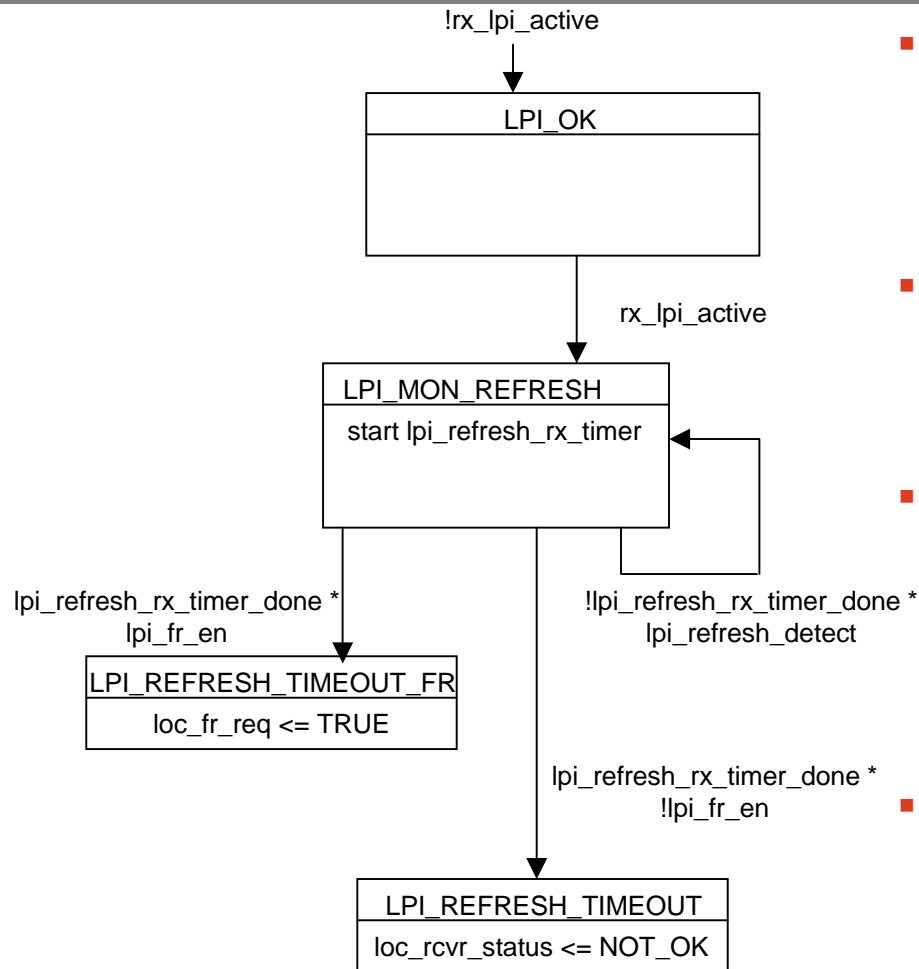 !rx_lpi_active
LPI_OK
rx_lpi_active
LPI_MON_REFRESH
start lpi_refresh_rx_timer
lpi_refresh_rx_timer_done *
lpi_fr_en
!lpi_refresh_rx_timer_done *
lpi_refresh_detect
LPI_REFRESH_TIMEOUT_FR
loc_fr_req <= TRUE
lpi_refresh_rx_timer_done *
!lpi_fr_en
LPI_REFRESH_TIMEOUT
loc_rcvr_status <= NOT_OK